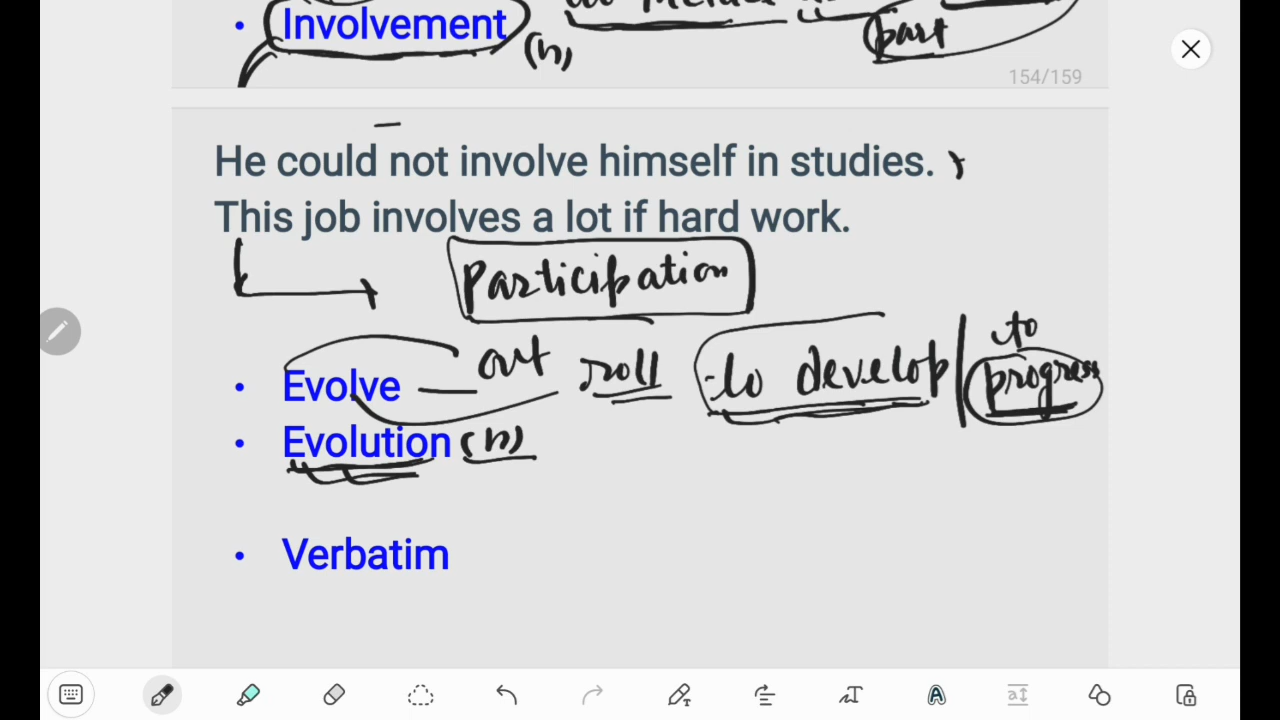 • Involvement (n) part
154/159
He could not involve himself in studies.
This job involves a lot if hard work.
Participation
• Evolve — out roll to develop | to progress
• Evolution (n)
• Verbatim